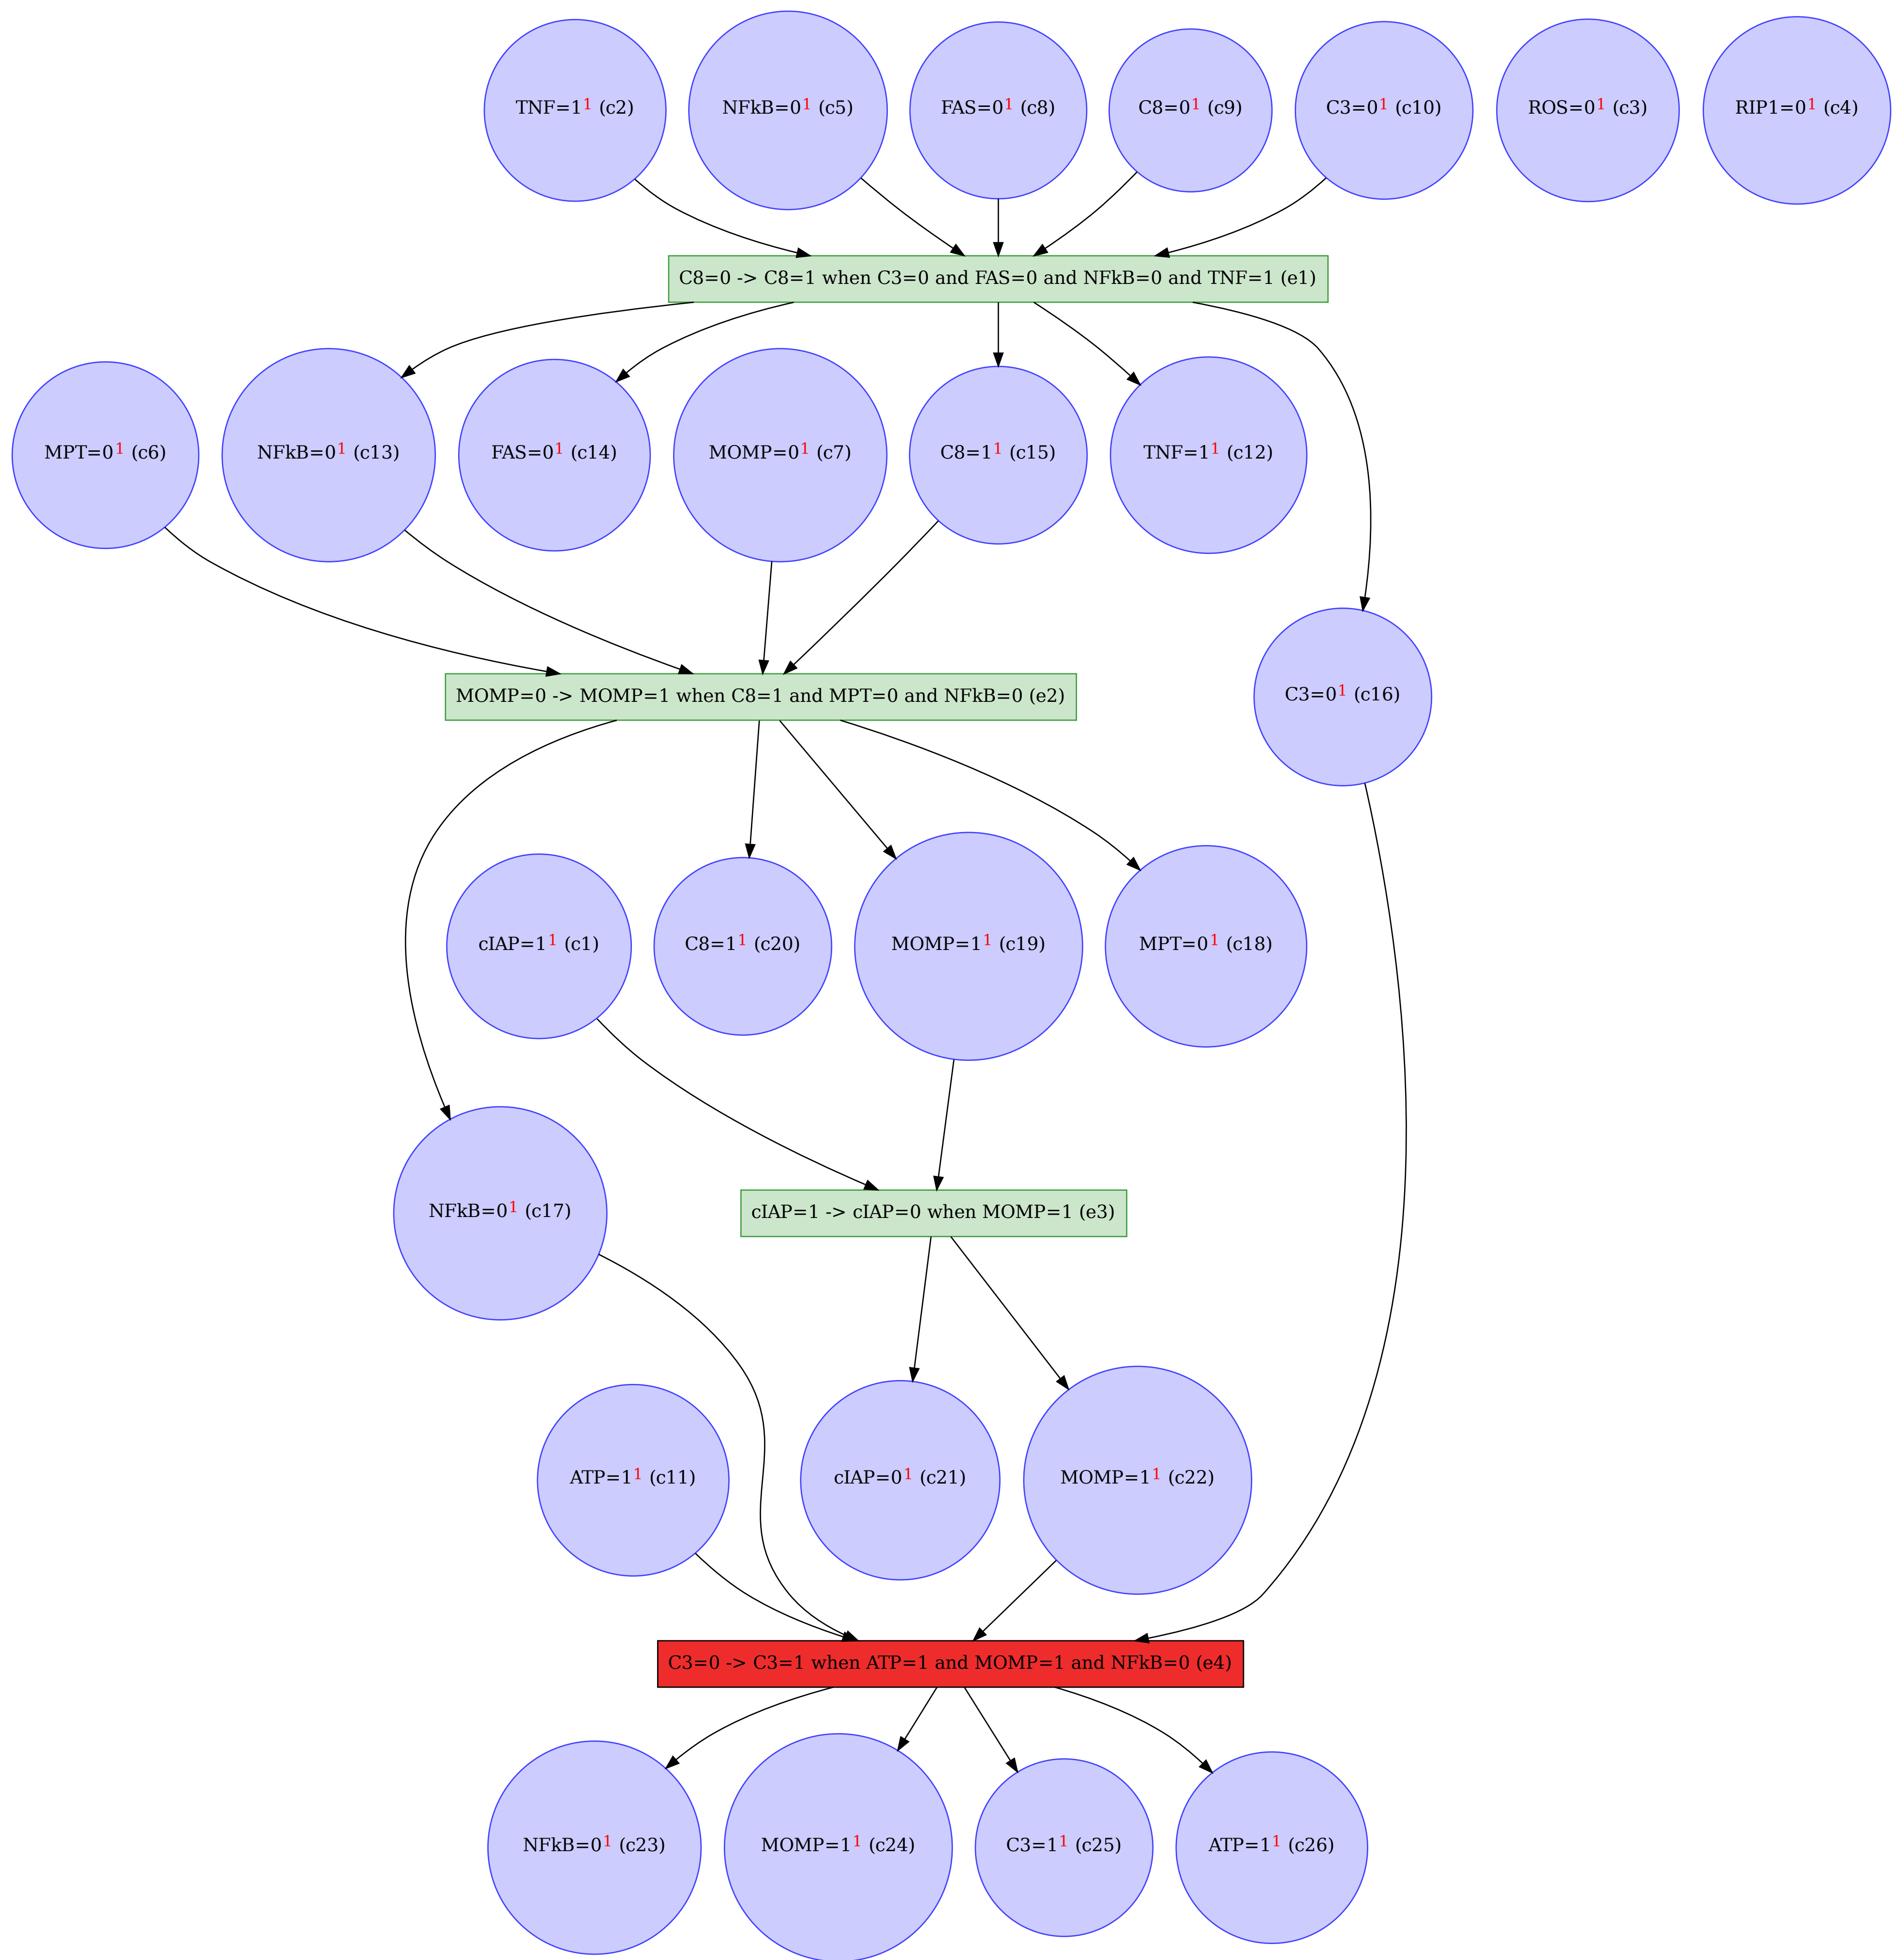 TNF=1¹ (c2)
NFkB=0¹ (c5)
FAS=0¹ (c8)
C8=0¹ (c9)
C3=0¹ (c10)
ROS=0¹ (c3)
RIP1=0¹ (c4)
C8=0 -> C8=1 when C3=0 and FAS=0 and NFkB=0 and TNF=1 (e1)
MPT=0¹ (c6)
NFkB=0¹ (c13)
FAS=0¹ (c14)
MOMP=0¹ (c7)
C8=1¹ (c15)
TNF=1¹ (c12)
MOMP=0 -> MOMP=1 when C8=1 and MPT=0 and NFkB=0 (e2)
C3=0¹ (c16)
cIAP=1¹ (c1)
C8=1¹ (c20)
MOMP=1¹ (c19)
MPT=0¹ (c18)
NFkB=0¹ (c17)
cIAP=1 -> cIAP=0 when MOMP=1 (e3)
ATP=1¹ (c11)
cIAP=0¹ (c21)
MOMP=1¹ (c22)
C3=0 -> C3=1 when ATP=1 and MOMP=1 and NFkB=0 (e4)
NFkB=0¹ (c23)
MOMP=1¹ (c24)
C3=1¹ (c25)
ATP=1¹ (c26)